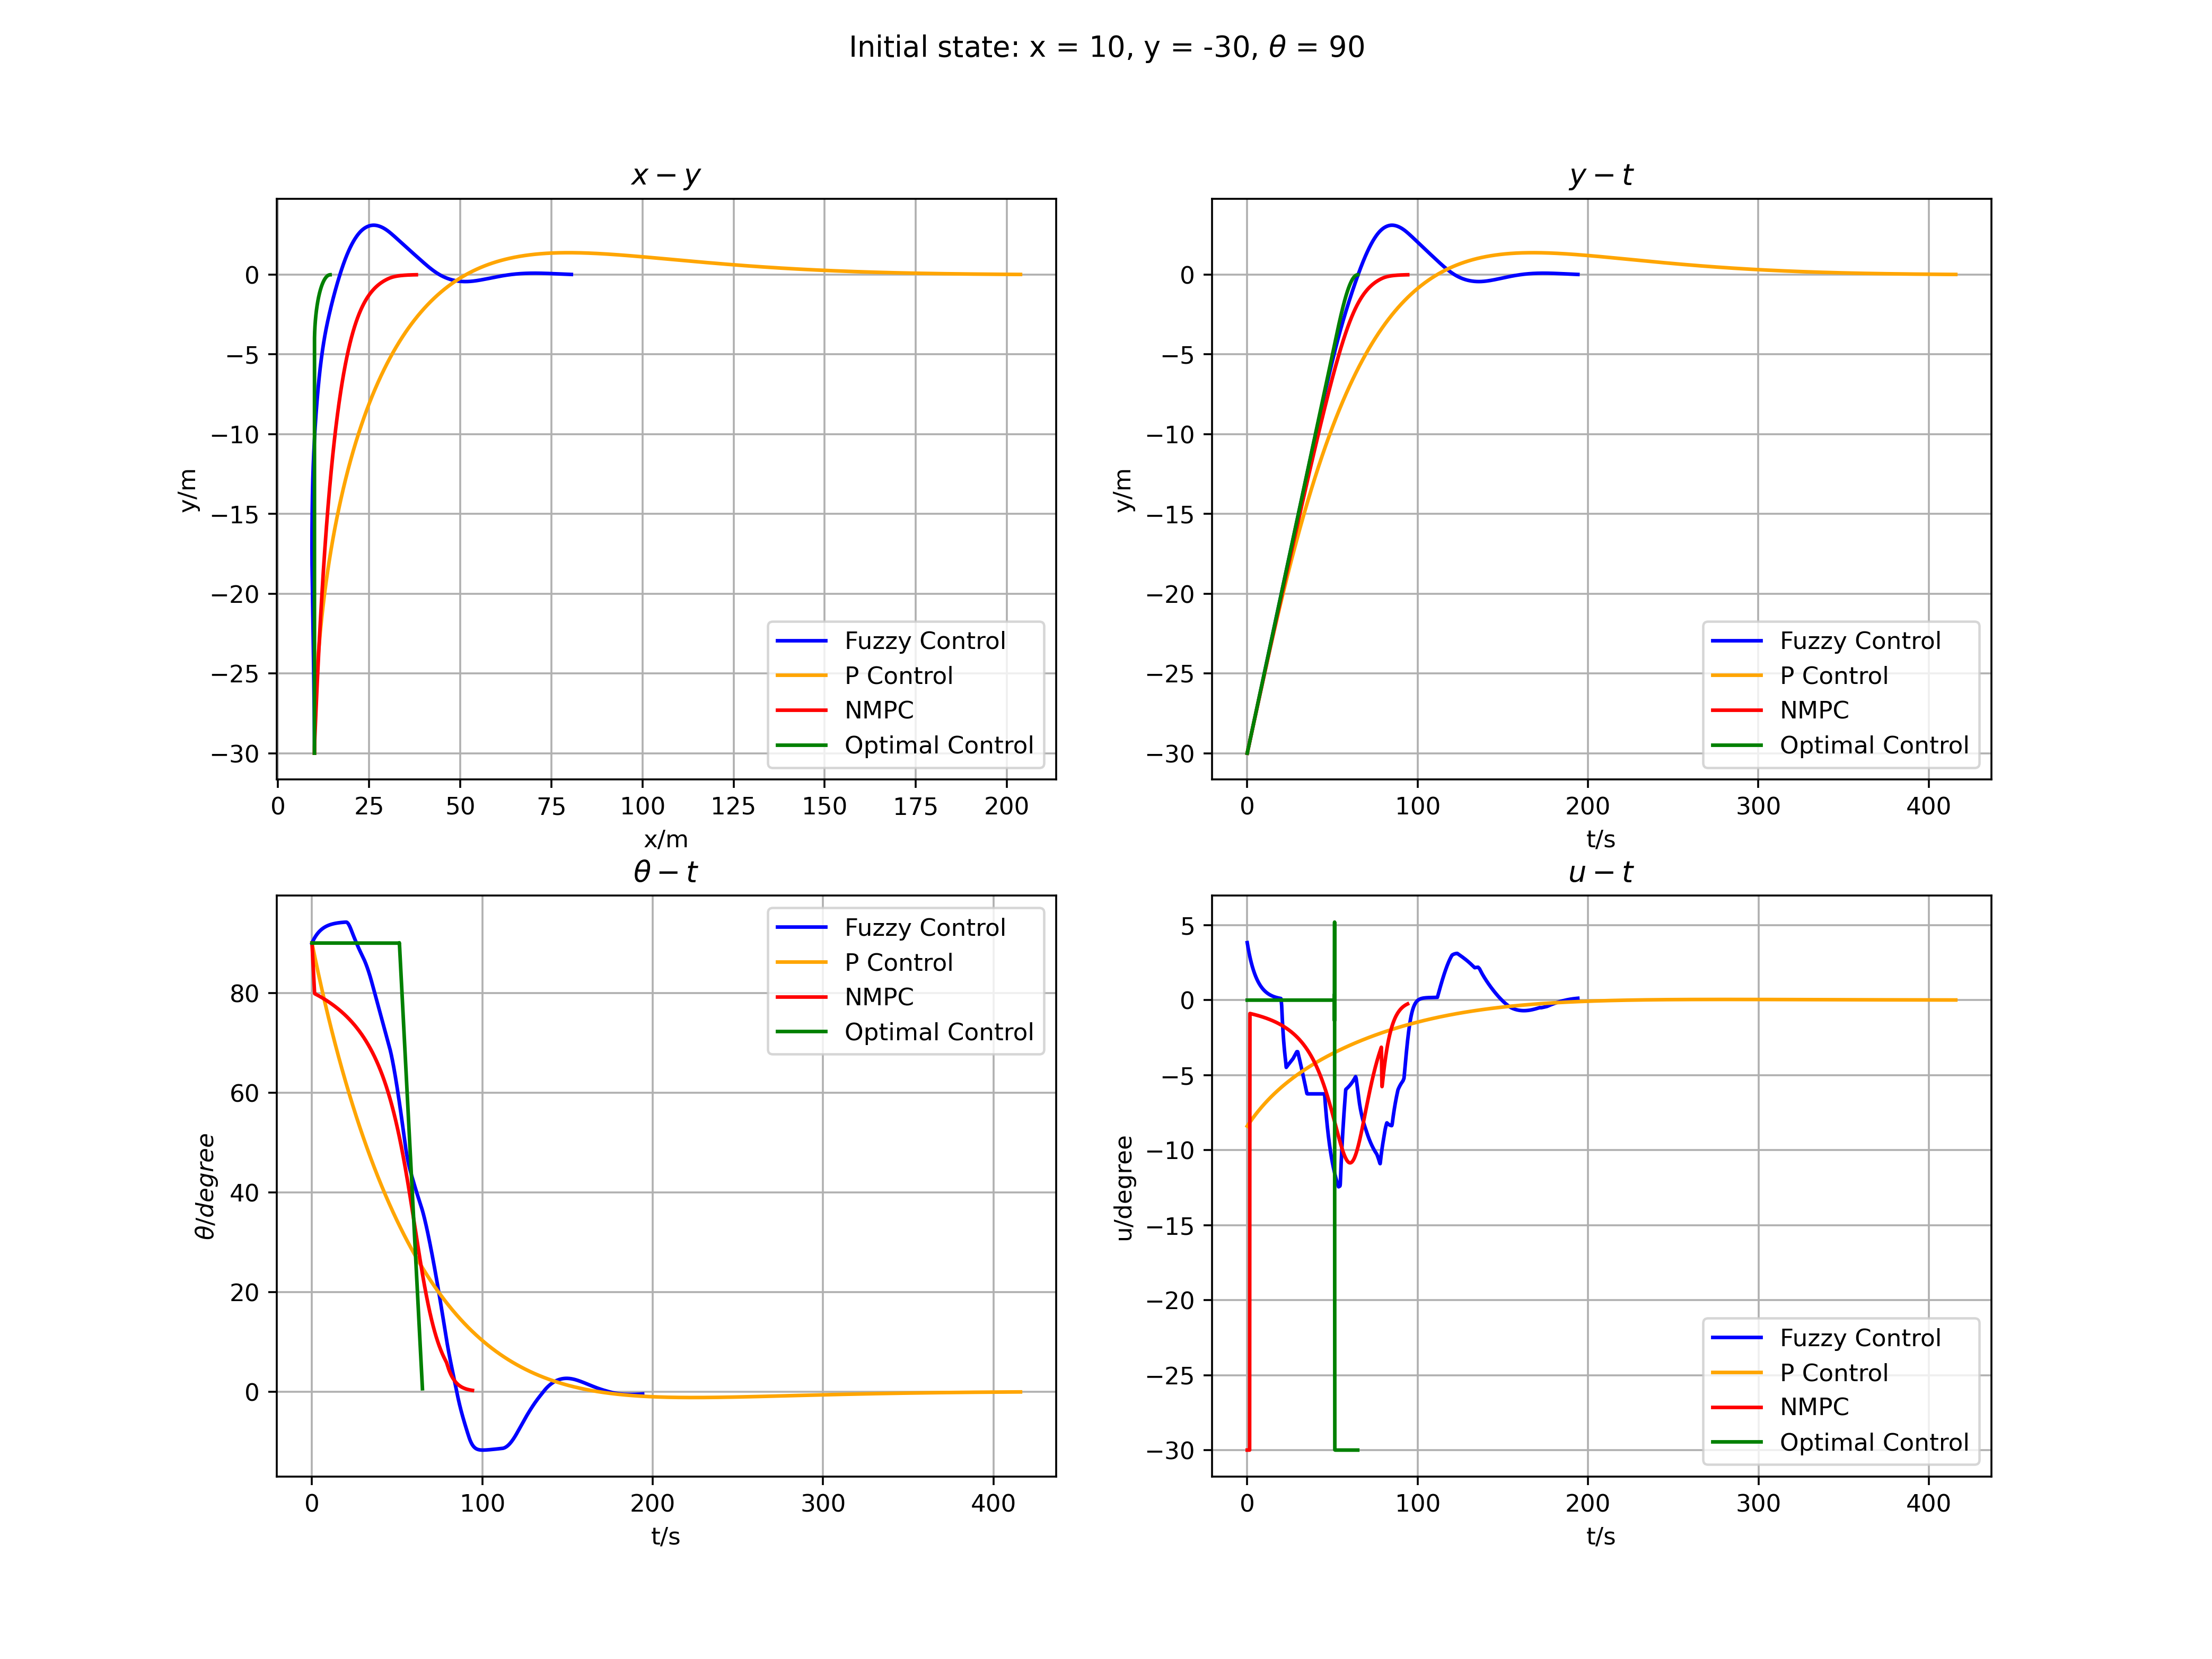 Initial state: x = 10, y = -30, θ = 90
x − y
0
−5
−10
−15
−20
−25
−30
y/m
0 25 50 75 100 125 150 175 200
x/m
Fuzzy Control
P Control
NMPC
Optimal Control
y − t
0
−5
−10
−15
−20
−25
−30
y/m
0 100 200 300 400
t/s
Fuzzy Control
P Control
NMPC
Optimal Control
θ − t
80
60
40
20
0
θ/degree
0 100 200 300 400
t/s
Fuzzy Control
P Control
NMPC
Optimal Control
u − t
5
0
−5
−10
−15
−20
−25
−30
u/degree
0 100 200 300 400
t/s
Fuzzy Control
P Control
NMPC
Optimal Control